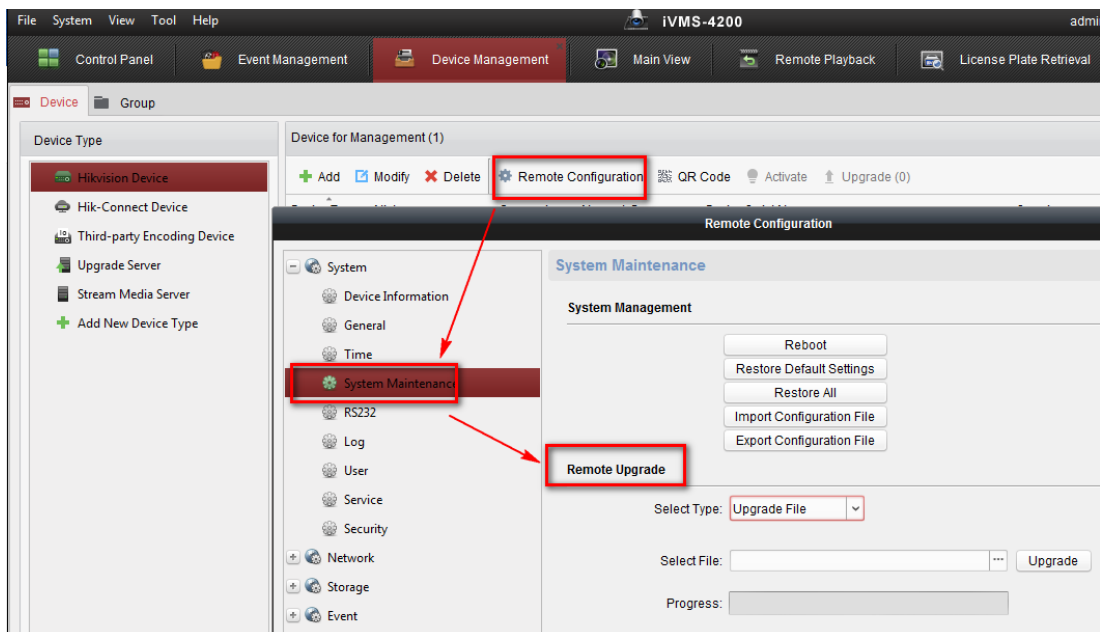 File System View Tool Help iVMS-4200 admi
Control Panel Event Management Device Management Main View Remote Playback License Plate Retrieval
Device Group
Device Type
Hikvision Device
Hik-Connect Device
Third-party Encoding Device
Upgrade Server
Stream Media Server
Add New Device Type
Device for Management (1)
Add Modify Delete Remote Configuration QR Code Activate Upgrade (0)
Remote Configuration
System
Device Information
General
Time
System Maintenance
RS232
Log
User
Service
Security
Network
Storage
Event
System Maintenance
System Management
Reboot
Restore Default Settings
Restore All
Import Configuration File
Export Configuration File
Remote Upgrade
Select Type: Upgrade File
Select File: ... Upgrade
Progress: